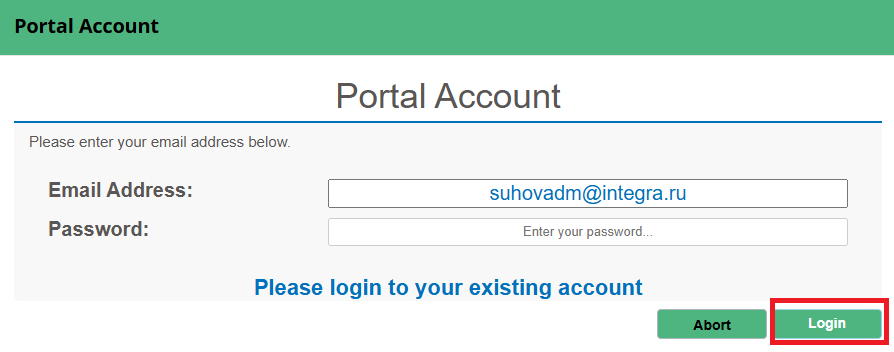 Portal Account
Portal Account
Please enter your email address below.
Email Address: suhovadm@integra.ru
Password: Enter your password...
Please login to your existing account
Abort Login